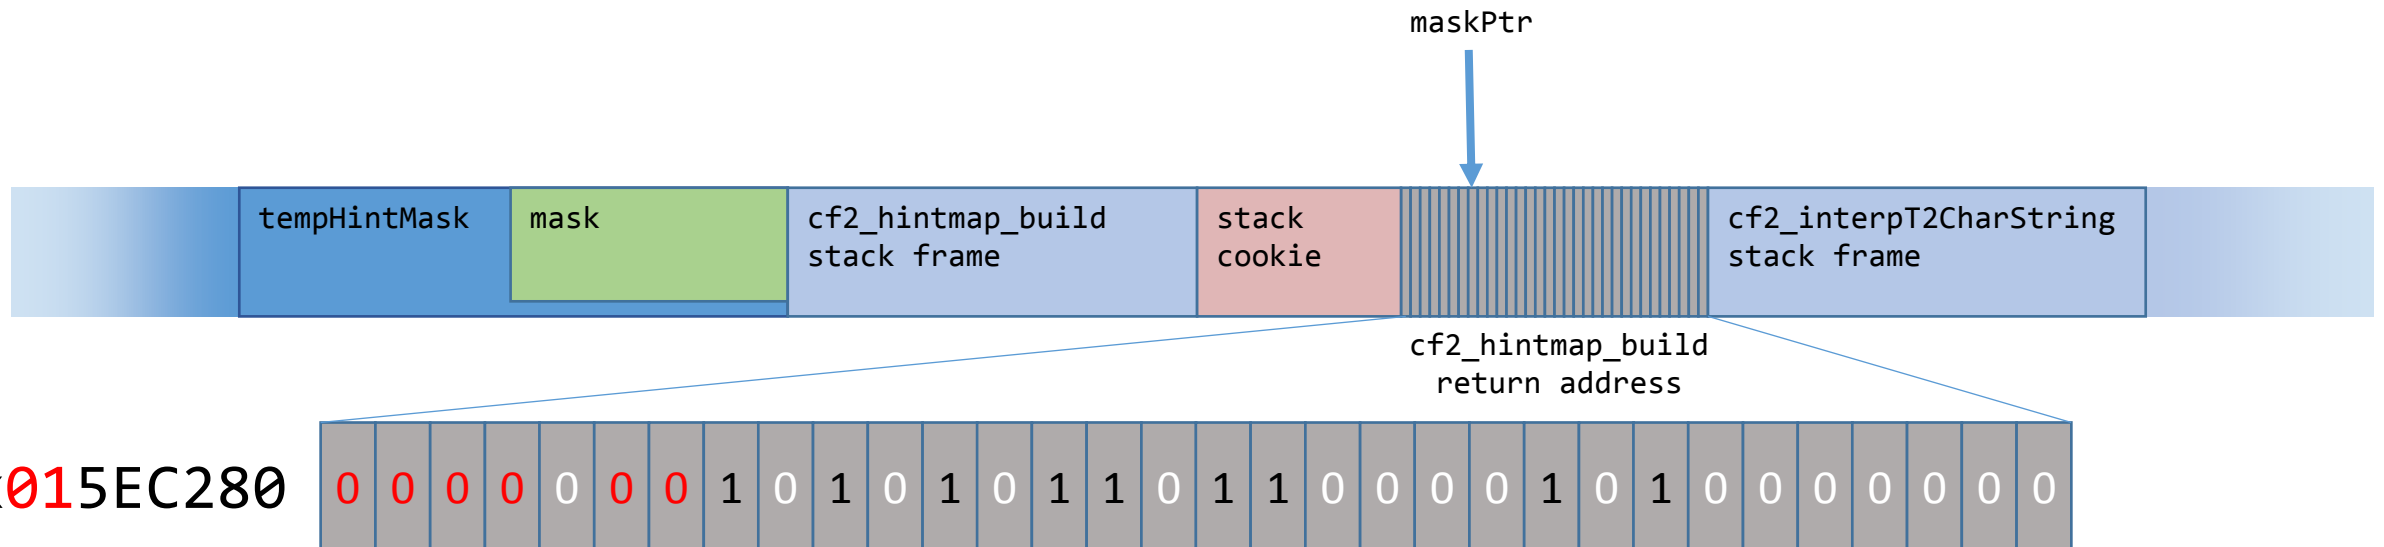 maskPtr
tempHintMask
mask
cf2_hintmap_build
stack frame
stack
cookie
cf2_interpT2CharString
stack frame
cf2_hintmap_build
return address
015EC280
0 0 0 0 0 0 0 1 0 1 0 1 0 1 1 0 1 1 0 0 0 0 1 0 1 0 0 0 0 0 0 0